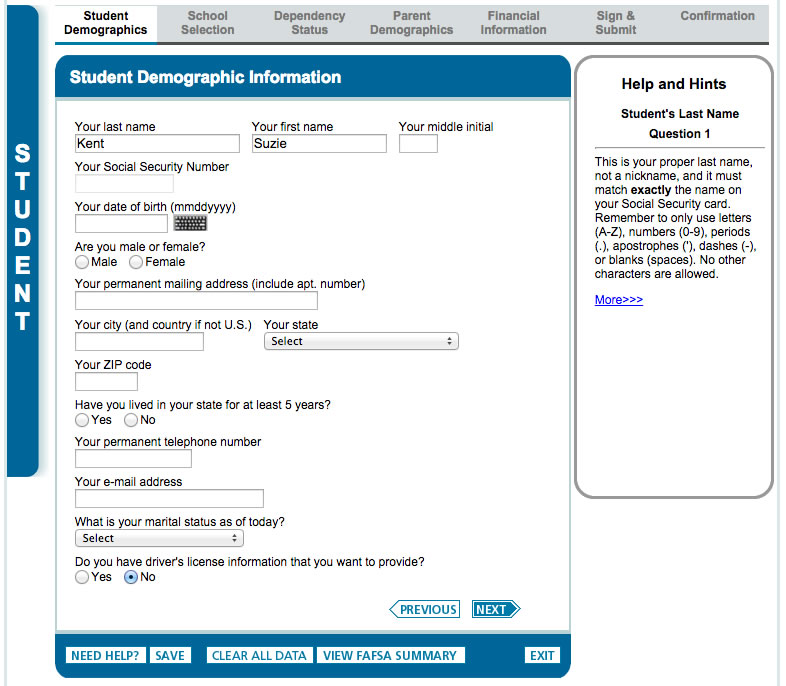 Student Demographics
School Selection
Dependency Status
Parent Demographics
Financial Information
Sign & Submit
Confirmation
STUDENT
Student Demographic Information
Your last name
Your first name
Your middle initial
Kent
Suzie
Your Social Security Number
Your date of birth (mmddyyyy)
Are you male or female?
Male Female
Your permanent mailing address (include apt. number)
Your city (and country if not U.S.)
Your state
Select
Your ZIP code
Have you lived in your state for at least 5 years?
Yes No
Your permanent telephone number
Your e-mail address
What is your marital status as of today?
Select
Do you have driver's license information that you want to provide?
Yes No
PREVIOUS
NEXT
NEED HELP?
SAVE
CLEAR ALL DATA
VIEW FAFSA SUMMARY
EXIT
Help and Hints
Student's Last Name
Question 1
This is your proper last name,
not a nickname, and it must
match exactly the name on
your Social Security card.
Remember to only use letters
(A-Z), numbers (0-9), periods
(.), apostrophes ('), dashes (-),
or blanks (spaces). No other
characters are allowed.
More>>>